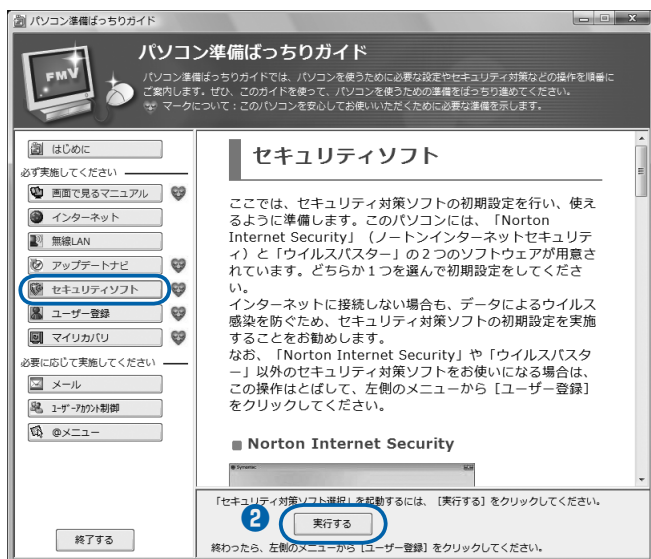 パソコン準備ばっちりガイド
パソコン準備ばっちりガイド
パソコン準備ばっちりガイドでは、パソコンを使うために必要な設定やセキュリティ対策などの操作を順番に
ご案内します。ぜひ、このガイドを使って、パソコンを使うための準備をばっちり進めてください。
マークについて：このパソコンを安心してお使いいただくために必要な準備を示します。
FMV
はじめに
必ず実施してください
画面で見るマニュアル
インターネット
無線LAN
アップデートナビ
セキュリティソフト
ユーザー登録
マイリカバリ
必要に応じて実施してください
メール
ユーザーアカウント制御
@メニュー
終了する
セキュリティソフト
ここでは、セキュリティ対策ソフトの初期設定を行い、使え
るように準備します。このパソコンには、「Norton
Internet Security」（ノートンインターネットセキュリテ
ィ）と「ウイルスバスター」の２つのソフトウェアが用意さ
れています。どちらか１つを選んで初期設定をしてくださ
い。
インターネットに接続しない場合も、データによるウイルス
感染を防ぐため、セキュリティ対策ソフトの初期設定を実施
することをお勧めします。
なお、「Norton Internet Security」や「ウイルスバスタ
ー」以外のセキュリティソフトをお使いになる場合は、
この操作はとばして、左側のメニューから［ユーザー登録］
をクリックしてください。
■ Norton Internet Security
Symantec
「セキュリティ対策ソフト選択」を起動するには、［実行する］をクリックしてください。
2
実行する
終わったら、左側のメニューから［ユーザー登録］をクリックしてください。